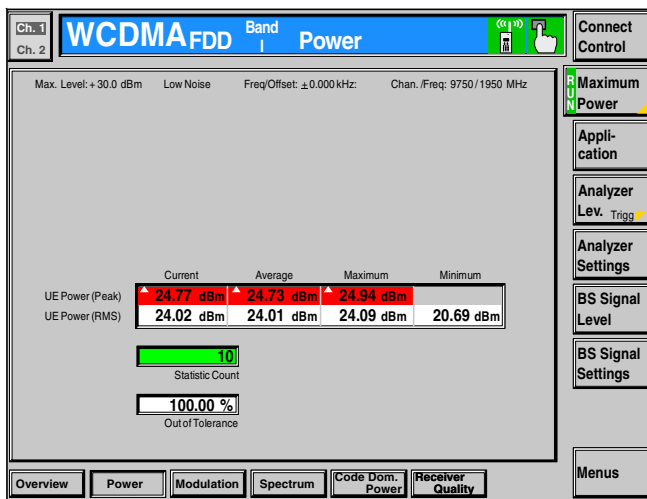 Ch. 1
Ch. 2
WCDMA FDD Band I Power
Connect Control
Max. Level: + 30.0 dBm Low Noise Freq/Offset: ± 0.000 kHz: Chan. /Freq: 9750 / 1950 MHz
RUN
Maximum Power
Appli-
cation
Analyzer
Lev. Trigg
Analyzer
Settings
Current Average Maximum Minimum
UE Power (Peak) 24.77 dBm 24.73 dBm 24.94 dBm
UE Power (RMS) 24.02 dBm 24.01 dBm 24.09 dBm 20.69 dBm
BS Signal
Level
10
Statistic Count
BS Signal
Settings
100.00 %
Out of Tolerance
Menus
Overview Power Modulation Spectrum Code Dom. Power Receiver Quality